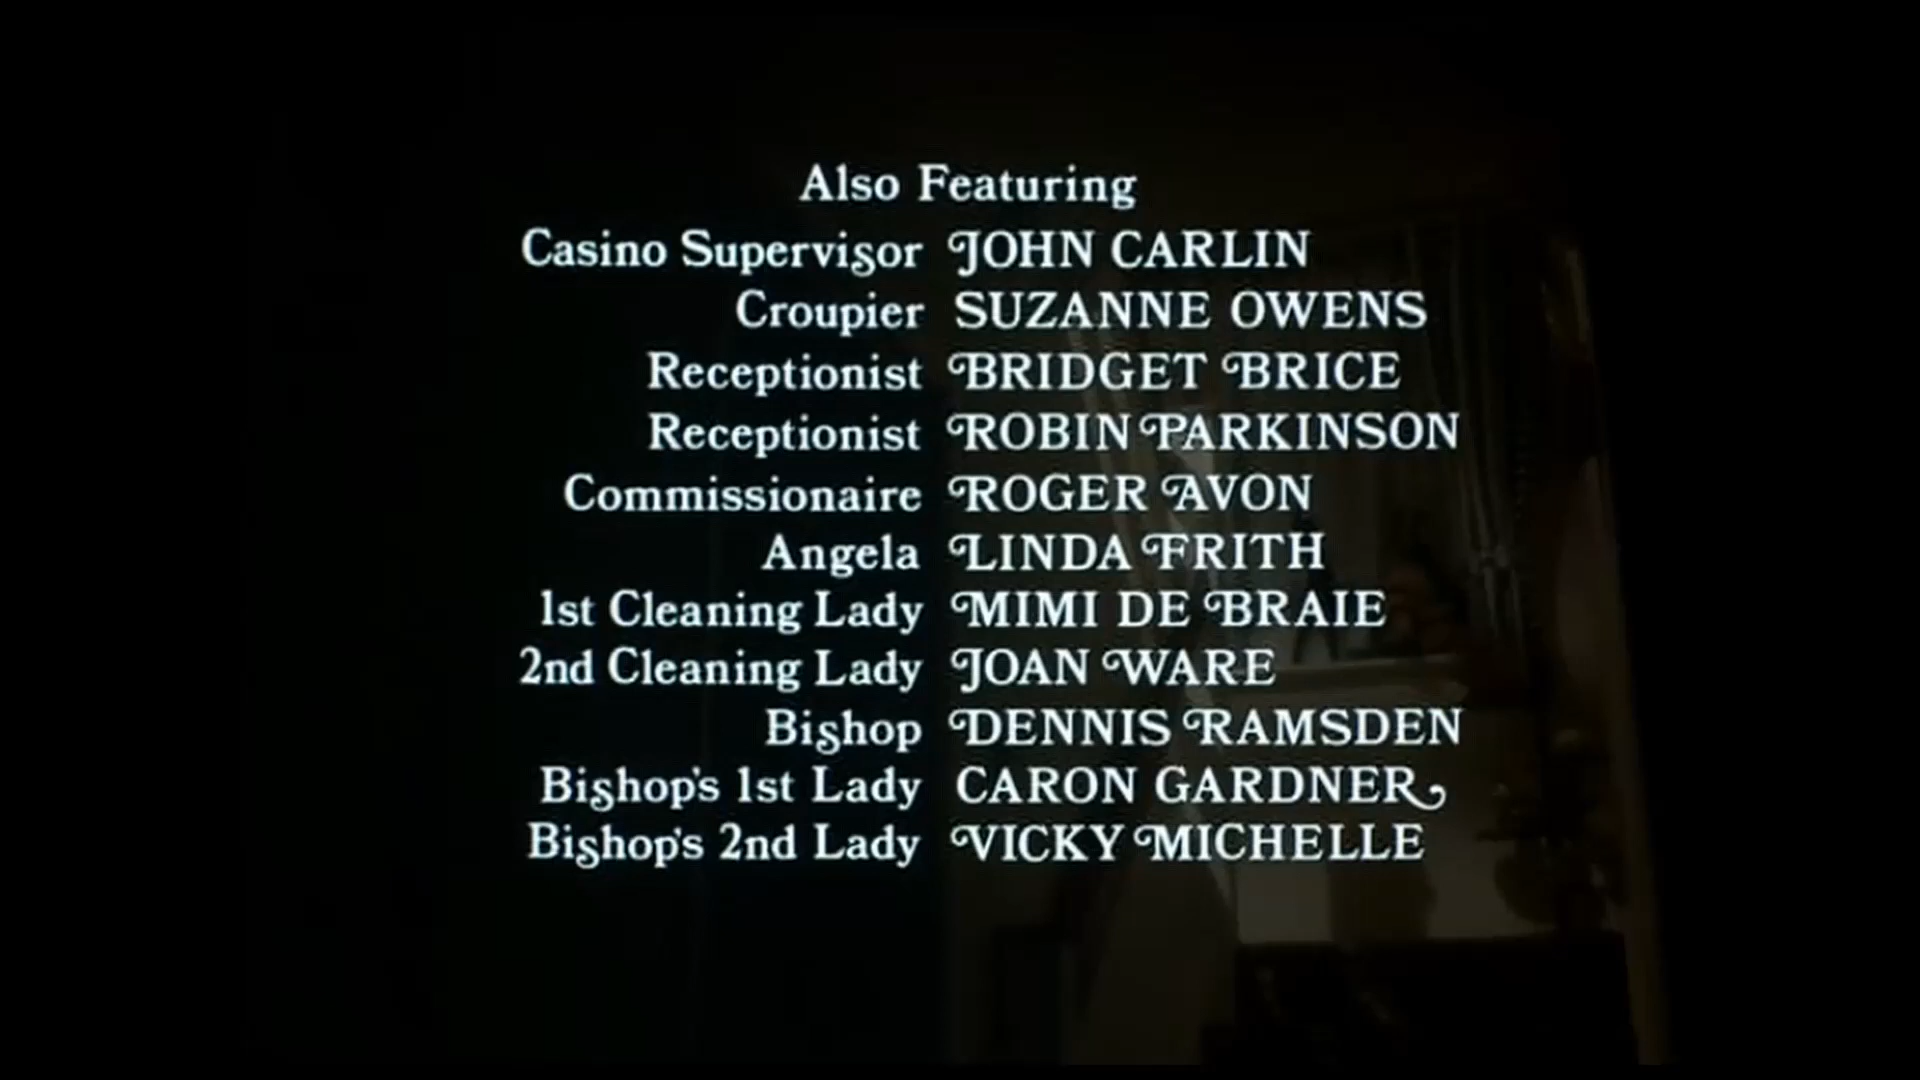 Also Featuring
Casino Supervisor JOHN CARLIN
Croupier SUZANNE OWENS
Receptionist BRIDGET BRICE
Receptionist ROBIN PARKINSON
Commissionaire ROGER AVON
Angela LINDA FRITH
1st Cleaning Lady MIMI DE BRAIE
2nd Cleaning Lady JOAN WARE
Bishop DENNIS RAMSDEN
Bishop's 1st Lady CARON GARDNER
Bishop's 2nd Lady VICKY MICHELLE